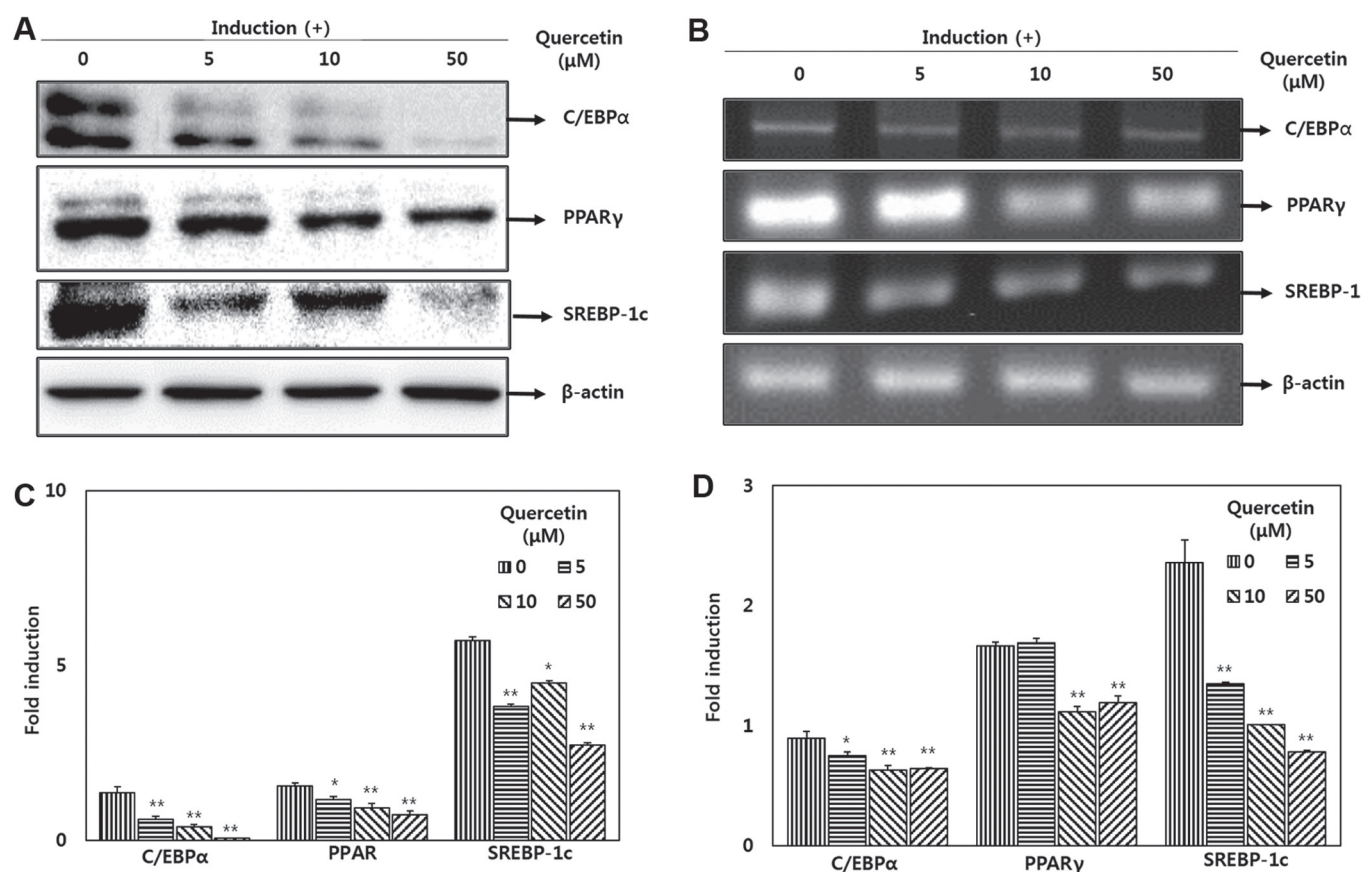 A
Induction (+)
Quercetin
(µM)
0 5 10 50
C/EBPα
PPARγ
SREBP-1c
β-actin
B
Induction (+)
Quercetin
(µM)
0 5 10 50
C/EBPα
PPARγ
SREBP-1
β-actin
C
10
5
0
Fold induction
Quercetin
(µM)
0 5
10 50
** ** **
* ** **
** * **
C/EBPα PPAR SREBP-1c
D
3
2
1
0
Fold induction
Quercetin
(µM)
0 5
10 50
* ** **
** **
** ** **
C/EBPα PPARγ SREBP-1c